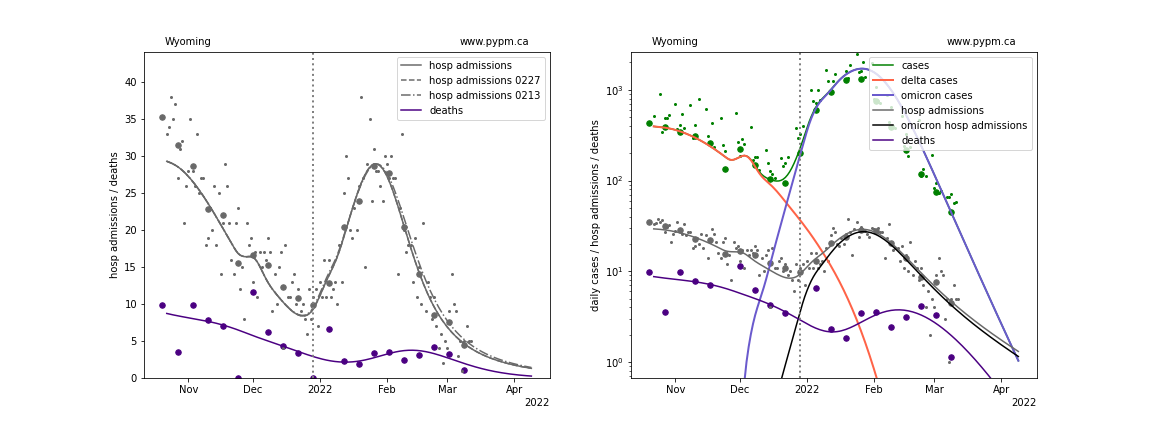 Wyoming www.pypm.ca
hosp admissions
hosp admissions 0227
hosp admissions 0213
deaths
hosp admissions / deaths
40
35
30
25
20
15
10
5
0
Nov Dec 2022 Feb Mar Apr
2022
Wyoming www.pypm.ca
cases
delta cases
omicron cases
hosp admissions
omicron hosp admissions
deaths
daily cases / hosp admissions / deaths
10³
10²
10¹
10⁰
Nov Dec 2022 Feb Mar Apr
2022